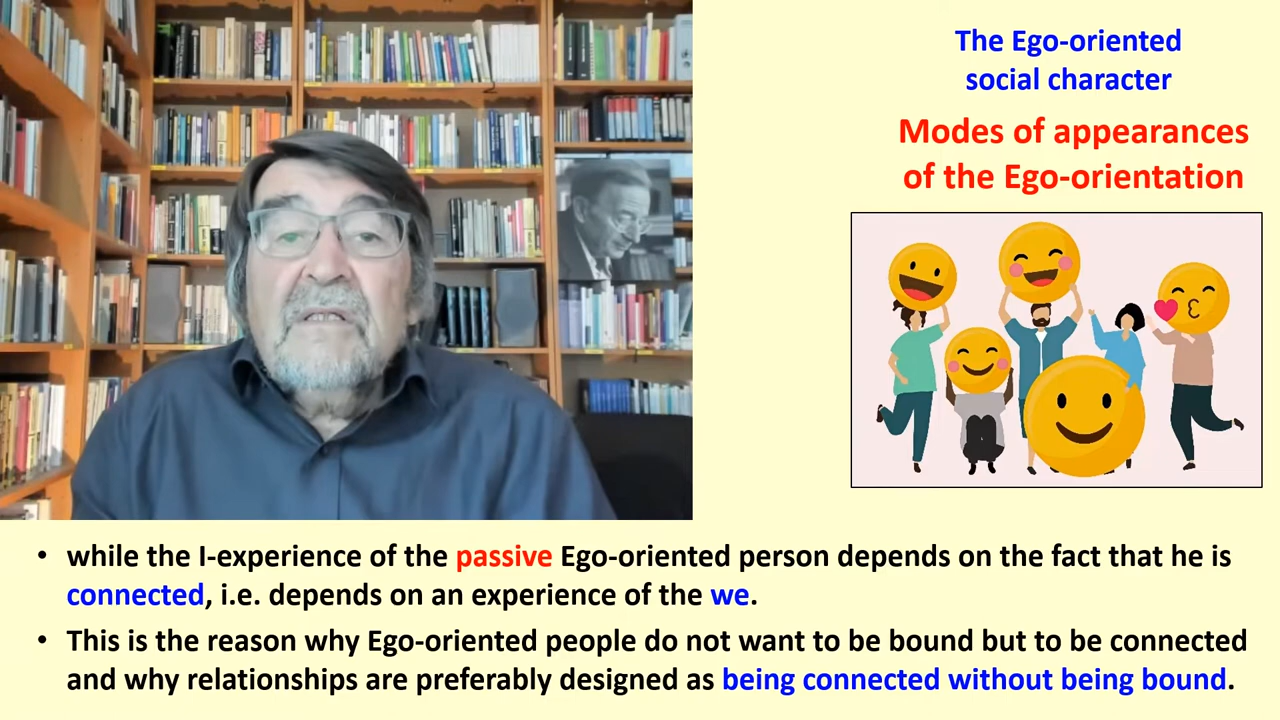 The Ego-oriented
social character
Modes of appearances
of the Ego-orientation
• while the I-experience of the passive Ego-oriented person depends on the fact that he is
connected, i.e. depends on an experience of the we.
• This is the reason why Ego-oriented people do not want to be bound but to be connected
and why relationships are preferably designed as being connected without being bound.